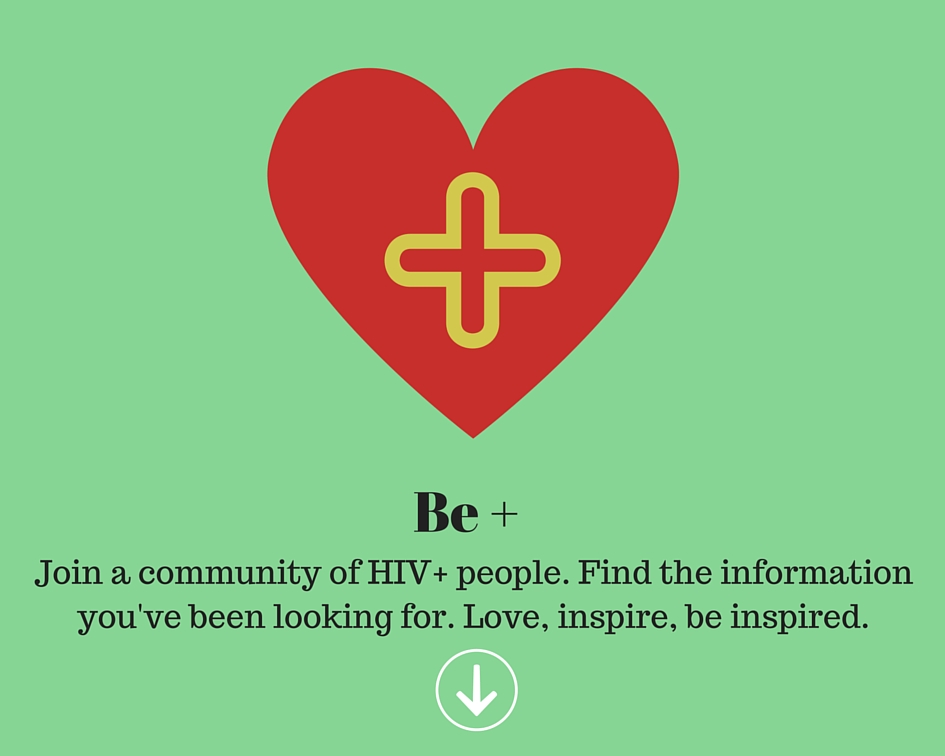 Be +
Join a community of HIV+ people. Find the information
you've been looking for. Love, inspire, be inspired.